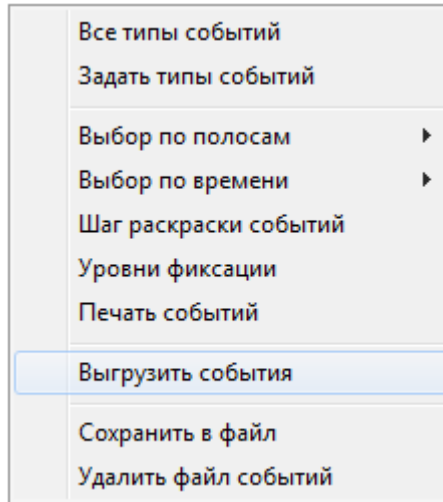 Все типы событий
Задать типы событий
Выбор по полосам
Выбор по времени
Шаг раскраски событий
Уровни фиксации
Печать событий
Выгрузить события
Сохранить в файл
Удалить файл событий